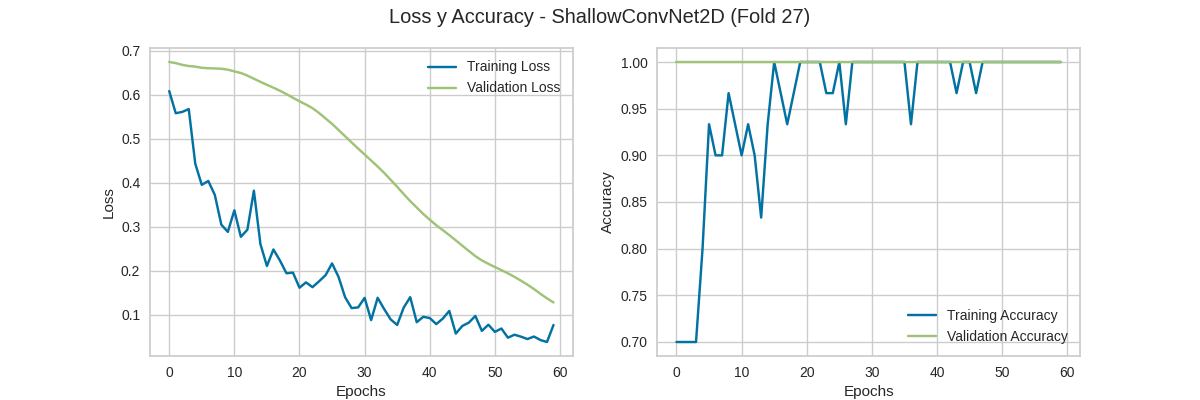 Loss y Accuracy - ShallowConvNet2D (Fold 27)
0.7
0.6
0.5
0.4
0.3
0.2
0.1
Loss
0 10 20 30 40 50 60
Epochs
Training Loss
Validation Loss
1.00
0.95
0.90
0.85
0.80
0.75
0.70
Accuracy
0 10 20 30 40 50 60
Epochs
Training Accuracy
Validation Accuracy